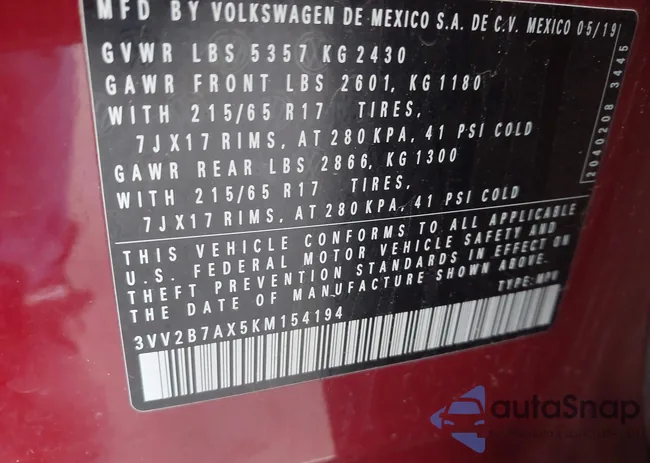 MFD BY VOLKSWAGEN DE MEXICO S.A. DE C.V. MEXICO 05/19
GVWR LBS 5357 KG 2430
GAWR FRONT LBS 2601, KG 1180
WITH 215/65 R17 TIRES,
7JX17 RIMS, AT 280 KPA, 41 PSI COLD
GAWR REAR LBS 2866, KG 1300
WITH 215/65 R17 TIRES,
7JX17 RIMS, AT 280 KPA, 41 PSI COLD
2040208 3445
THIS VEHICLE CONFORMS TO ALL APPLICABLE
U.S. FEDERAL MOTOR VEHICLE SAFETY AND
THEFT PREVENTION STANDARDS IN EFFECT ON
THE DATE OF MANUFACTURE SHOWN ABOVE.
TYPE: MPV
3VV2B7AX5KM154194
autaSnap